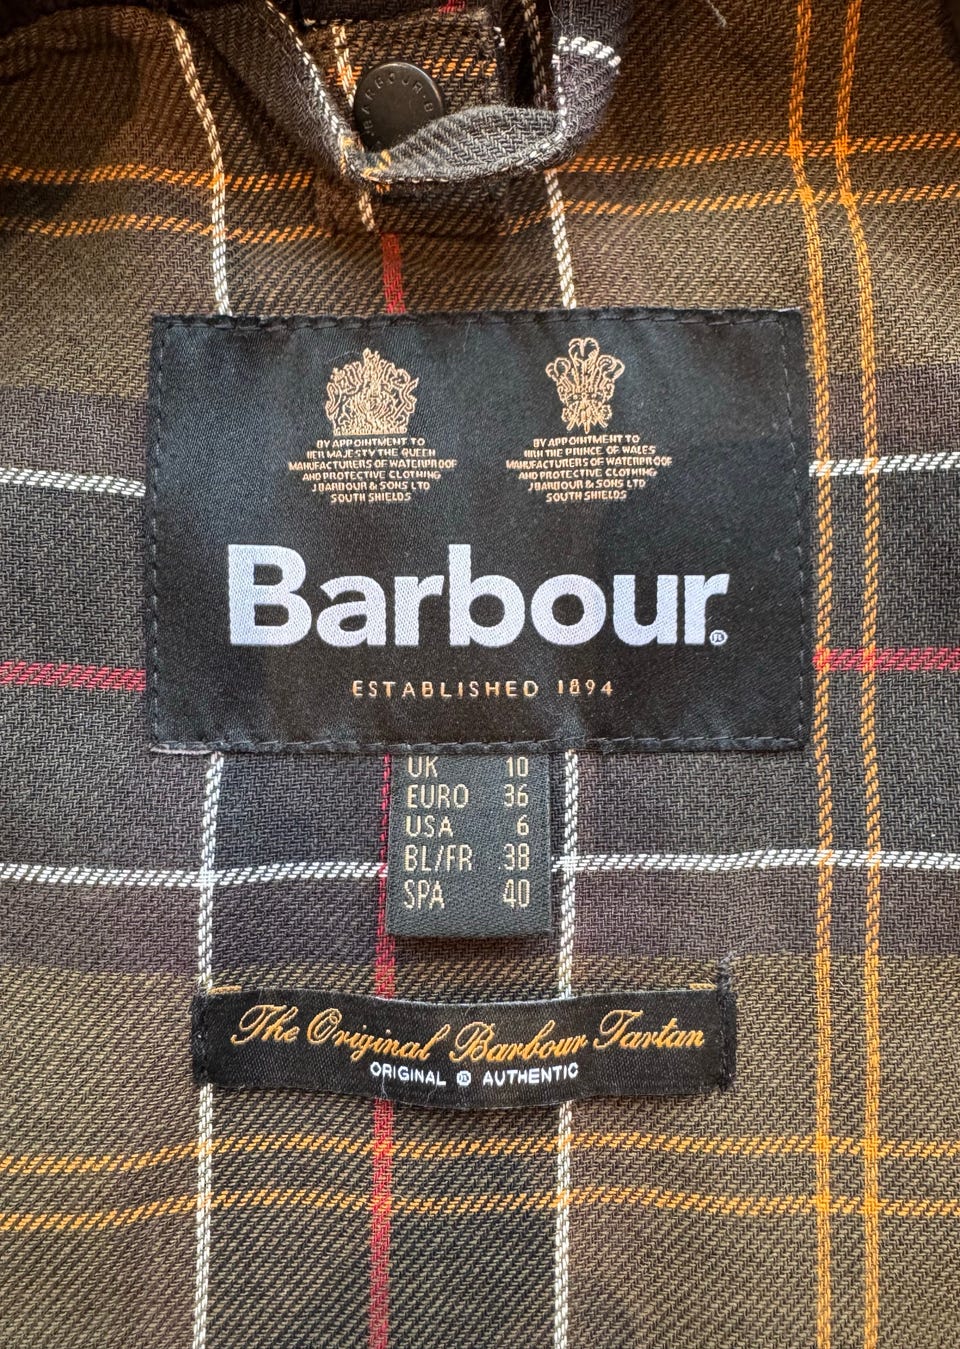 BARBOUR
BY APPOINTMENT TO
HER MAJESTY THE QUEEN
MANUFACTURERS OF WATERPROOF
AND PROTECTIVE CLOTHING
J BARBOUR & SONS LTD
SOUTH SHIELDS
BY APPOINTMENT TO
HRH THE PRINCE OF WALES
MANUFACTURERS OF WATERPROOF
AND PROTECTIVE CLOTHING
J BARBOUR & SONS LTD
SOUTH SHIELDS
Barbour
ESTABLISHED 1894
UK 10
EURO 36
USA 6
BL/FR 38
SPA 40
The Original Barbour Tartan
ORIGINAL AUTHENTIC